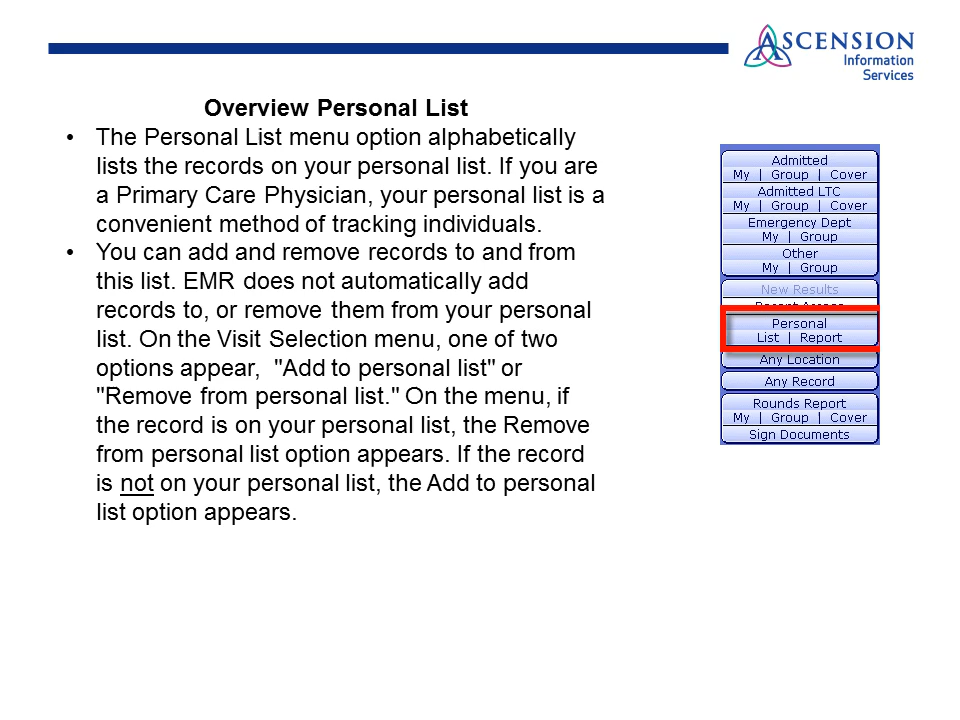 ASCENSION
Information
Services
Overview Personal List
• The Personal List menu option alphabetically
lists the records on your personal list. If you are
a Primary Care Physician, your personal list is a
convenient method of tracking individuals.
• You can add and remove records to and from
this list. EMR does not automatically add
records to, or remove them from your personal
list. On the Visit Selection menu, one of two
options appear,  "Add to personal list" or
"Remove from personal list." On the menu, if
the record is on your personal list, the Remove
from personal list option appears. If the record
is not on your personal list, the Add to personal
list option appears.
Admitted
My | Group | Cover
Admitted LTC
My | Group | Cover
Emergency Dept
My | Group
Other
My | Group
New Results
Recent Access
Personal
List | Report
Any Location
Any Record
Rounds Report
My | Group | Cover
Sign Documents